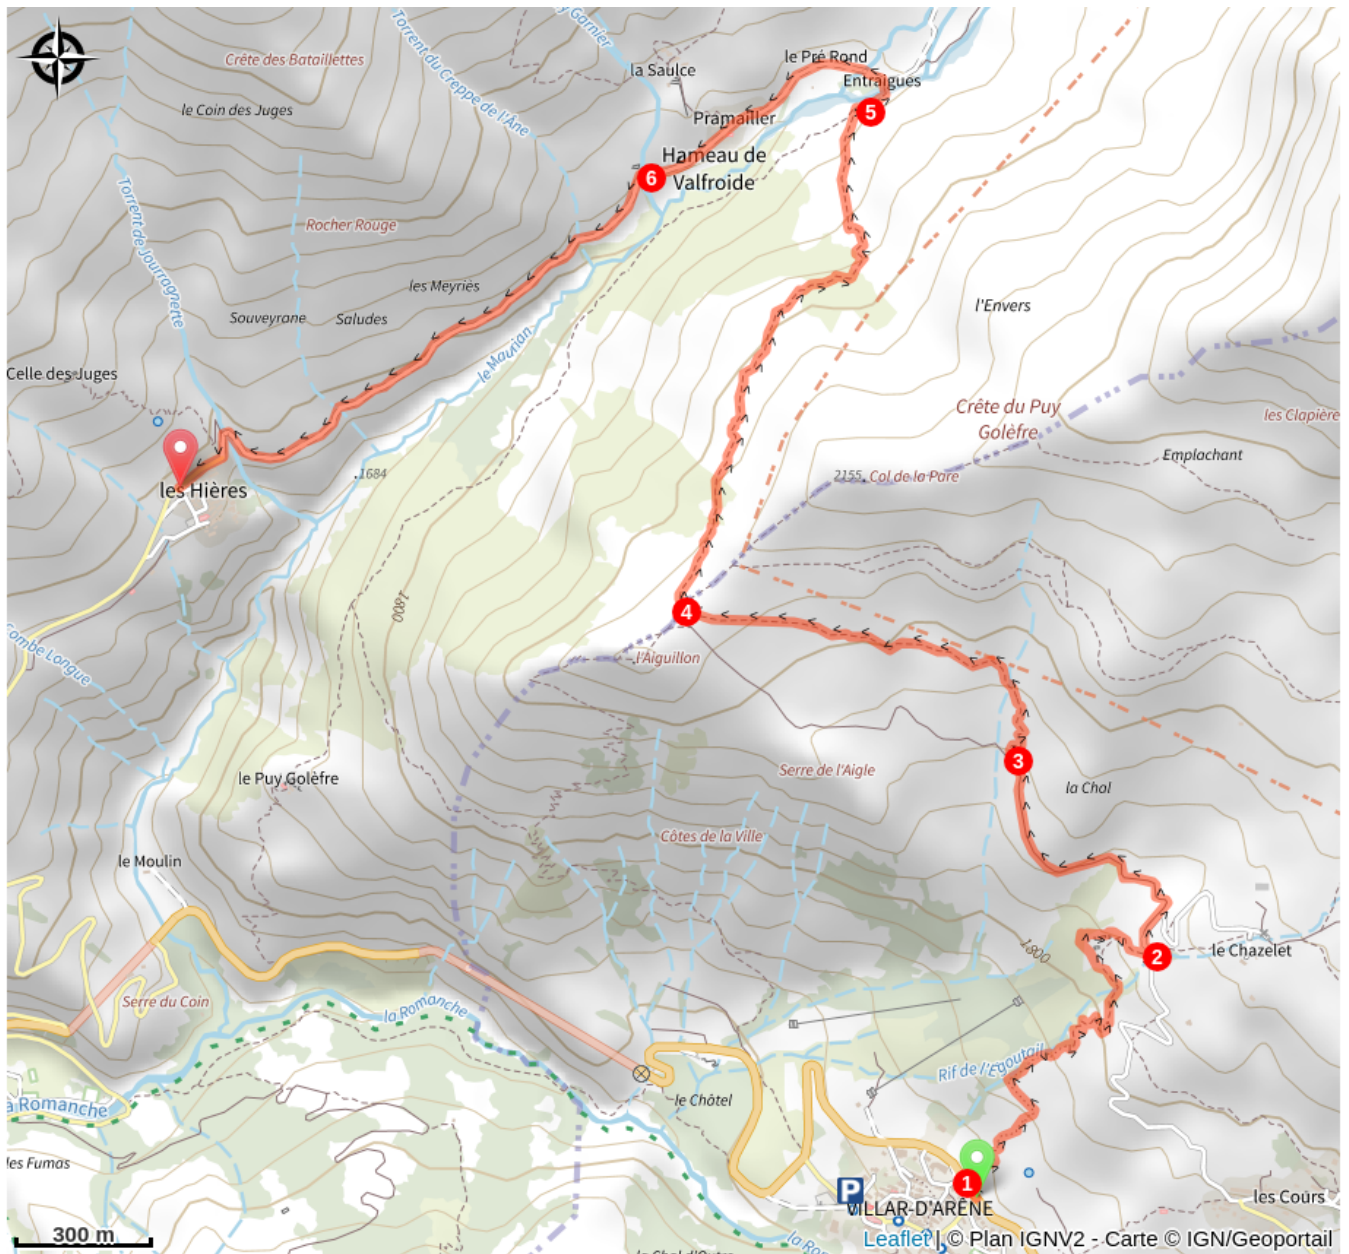 Crête des Bataillettes
le Coin des Juges
Torrent du Creppe de l'Âne
Garnier
la Saulce
le Pré Rond
Entraigues
5
Pramailler
Hameau de
Valfroide
6
Torrent de Jourragnette
Rocher Rouge
les Meyriès
Souveyrane
Saludes
l'Envers
le Maurian
Celle des Juges
Crête du Puy
Golèfre
les Clapière
Emplachant
2155
Col de la Pare
.1684
les Hières
1800
4
l'Aiguillon
Combe Longue
3
Serre de l'Aigle
la Chal
le Puy Golèfre
Côtes de la Ville
le Moulin
1800
2
le Chazelet
Serre du Coin
la Romanche
Rif de l'Egoutail
la Romanche
le Châtel
les Fumas
1
P
VILLAR-D'ARÈNE
les Cours
300 m
la Ro
Leaflet | © Plan IGNV2 - Carte © IGN/Geoportail